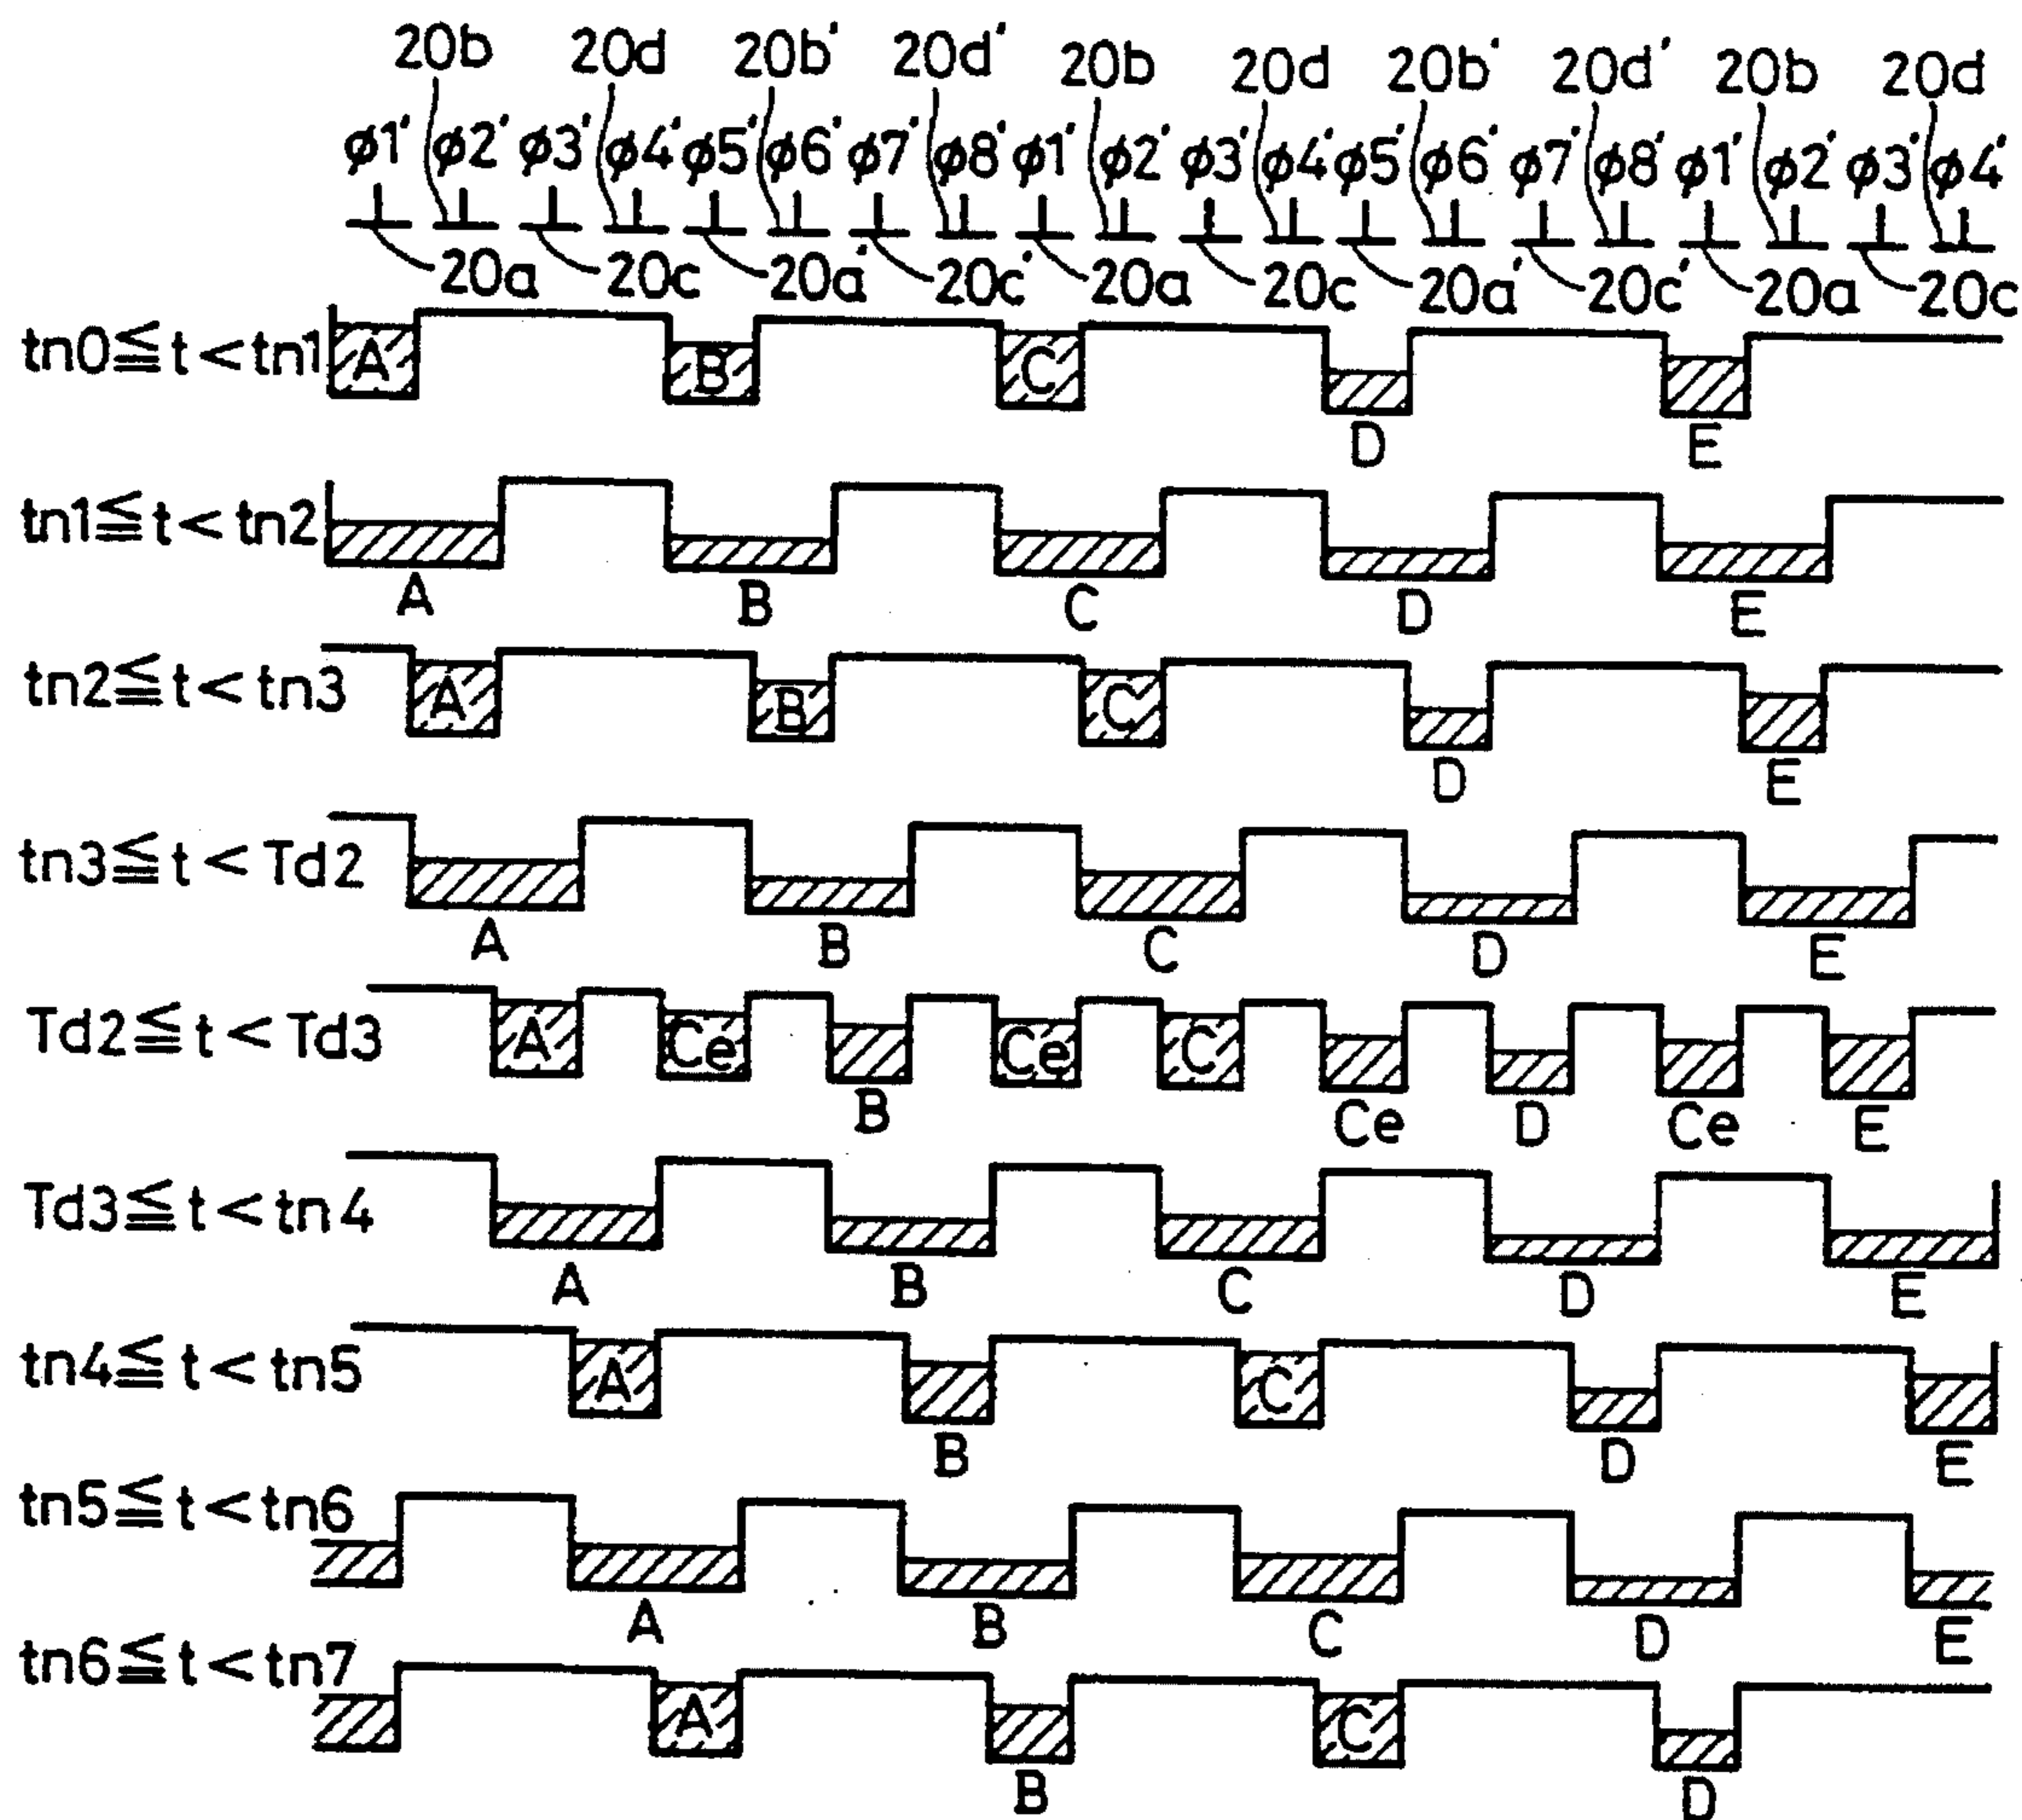 20b 20d 20b' 20d' 20b 20d 20b' 20d' 20b 20d
φ1' φ2' φ3' φ4' φ5' φ6' φ7' φ8' φ1' φ2' φ3' φ4' φ5' φ6' φ7' φ8' φ1' φ2' φ3' φ4'
20a 20c 20a' 20c' 20a 20c 20a' 20c' 20a 20c
tn0≦t<tn1 A B C D E
tn1≦t<tn2 A B C D E
tn2≦t<tn3 A B C D E
tn3≦t<Td2 A B C D E
Td2≦t<Td3 A Ce B Ce C Ce D Ce E
Td3≦t<tn4 A B C D E
tn4≦t<tn5 A B C D E
tn5≦t<tn6 A B C D E
tn6≦t<tn7 A B C D